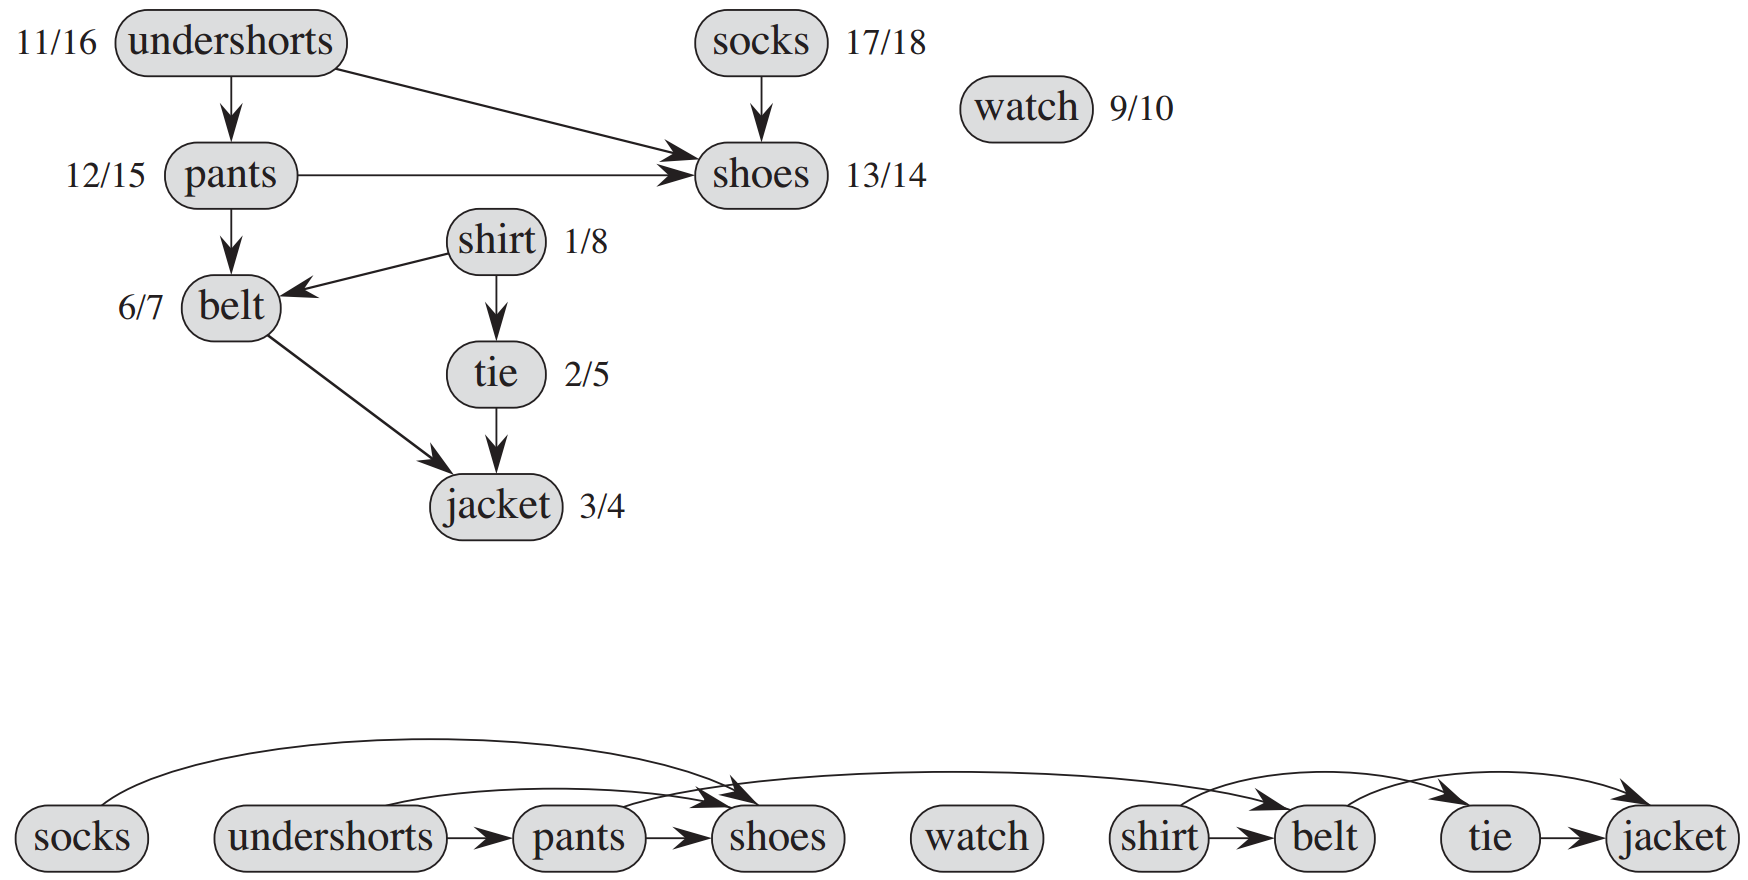 11/16 undershorts socks 17/18
watch 9/10
12/15 pants shoes 13/14
shirt 1/8
6/7 belt
tie 2/5
jacket 3/4
socks undershorts pants shoes watch shirt belt tie jacket